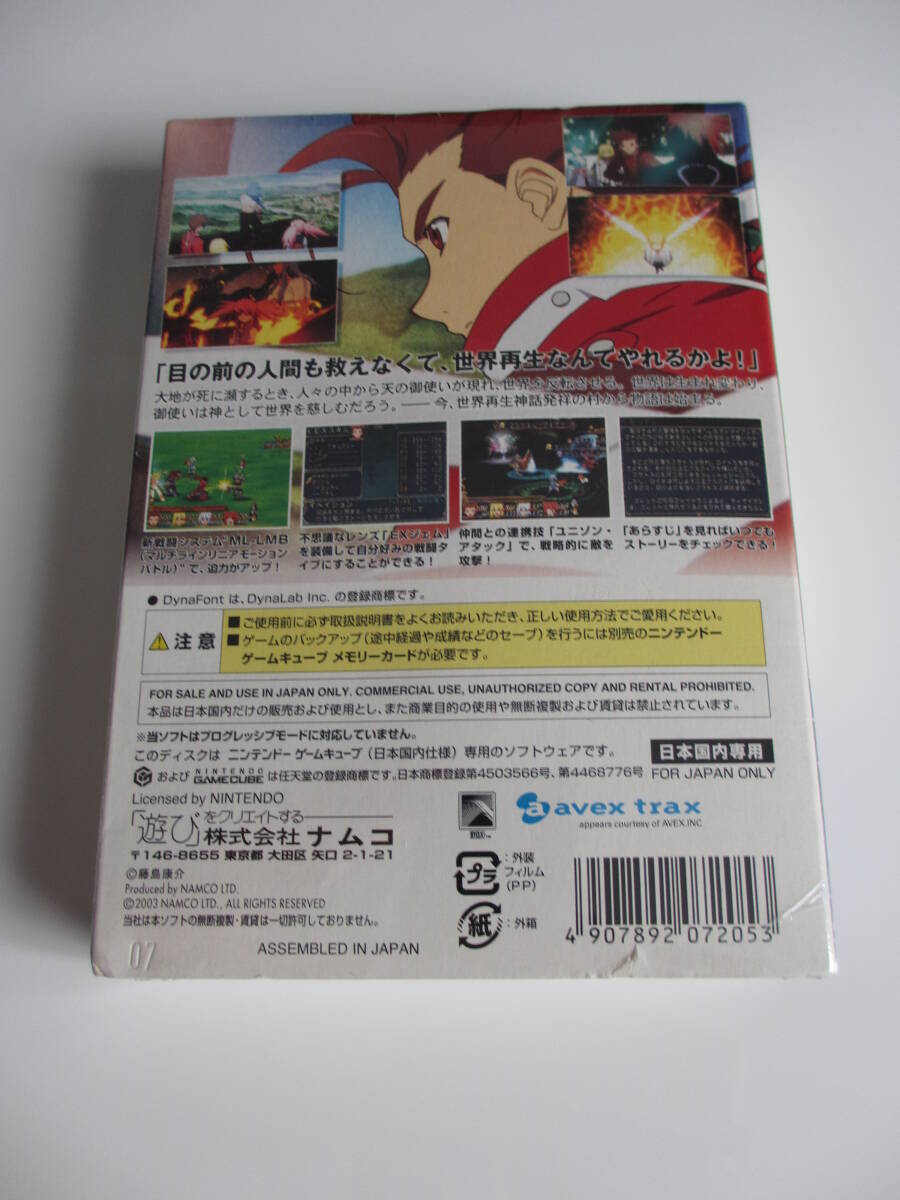 「目の前の人間も救えなくて、世界再生なんてやれるかよ！」
大地が死に瀕するとき、人々の中から天の御使いが現れ、世界を反転させる。世界は生まれ変わり、
御使いは神として世界を慈しむだろう。── 今、世界再生神話発祥の村から物語は始まる。
新戦闘システム・ML-LMB
(マルチラインリニアモーション
バトル)"で、迫力がアップ！
不思議なレンズ「EXジェム」
を装備して自分好みの戦闘タ
イプにすることができる！
仲間との連携技「ユニゾン・
アタック」で、戦略的に敵を
攻撃！
「あらすじ」を見ればいつでも
ストーリーをチェックできる！
● DynaFont は、DynaLab Inc. の登録商標です。
注意
■ご使用前に必ず取扱説明書をよくお読みいただき、正しい使用方法でご愛用ください。
■ゲームのバックアップ(途中経過や成績などのセーブ)を行うには別売のニンテンドー
ゲームキューブ メモリーカードが必要です。
FOR SALE AND USE IN JAPAN ONLY. COMMERCIAL USE, UNAUTHORIZED COPY AND RENTAL PROHIBITED.
本品は日本国内だけの販売および使用とし、また商業目的の使用や無断複製および賃貸は禁止されています。
※当ソフトはプログレッシブモードに対応していません。
このディスクは ニンテンドー ゲームキューブ (日本国内仕様) 専用のソフトウェアです。
日本国内専用
および NINTENDO GAMECUBE は任天堂の登録商標です。日本商標登録第4503566号、第4468776号
FOR JAPAN ONLY
Licensed by NINTENDO
「遊び」をクリエイトする──
株式会社 ナムコ
〒146-8655 東京都 大田区 矢口 2-1-21
avex trax
appears courtesy of AVEX.INC
©藤島康介
Produced by NAMCO LTD.
©2003 NAMCO LTD., ALL RIGHTS RESERVED
当社は本ソフトの無断複製・賃貸は一切許可しておりません。
プラ
：外装
フィルム
(PP)
紙
：外箱
4 907892 072053
07
ASSEMBLED IN JAPAN